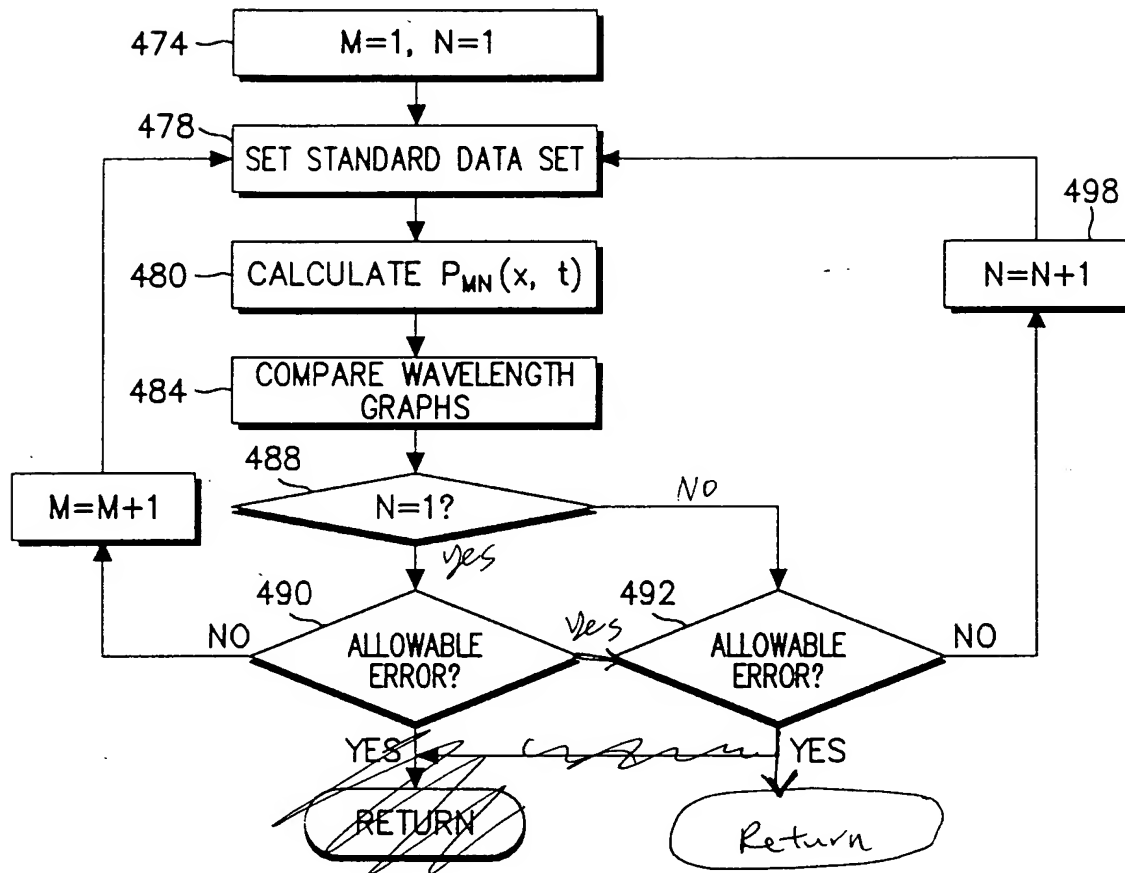 474
M=1, N=1
478
SET STANDARD DATA SET
498
480
CALCULATE PMN(x, t)
N=N+1
484
COMPARE WAVELENGTH
GRAPHS
488
M=M+1
N=1?
NO
yes
490
492
NO
ALLOWABLE
ERROR?
yes
ALLOWABLE
ERROR?
NO
YES
YES
RETURN
Return